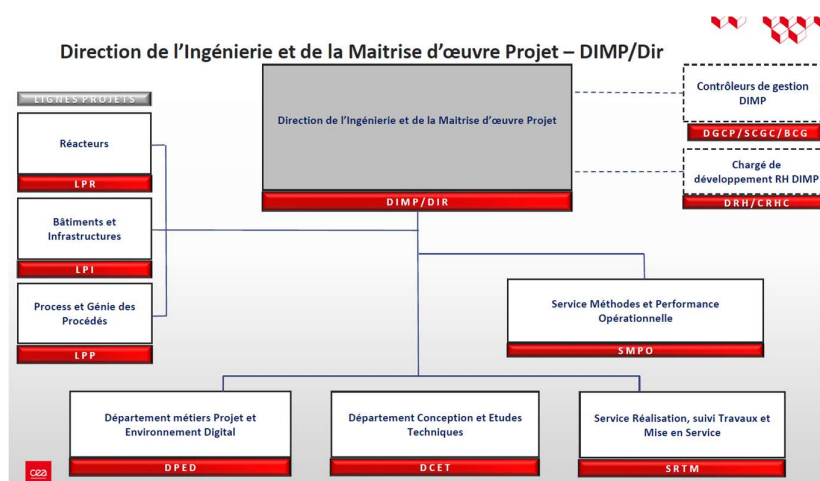 Direction de l'Ingénierie et de la Maitrise d'œuvre Projet – DIMP/Dir
LIGNES PROJETS
Réacteurs
LPR
Bâtiments et
Infrastructures
LPI
Process et Génie des
Procédés
LPP
Direction de l'Ingénierie et de la Maitrise d'œuvre Projet
DIMP/DIR
Contrôleurs de gestion
DIMP
DGCP/SCGC/BCG
Chargé de
développement RH DIMP
DRH/CRHC
Service Méthodes et Performance
Opérationnelle
SMPO
Département métiers Projet et
Environnement Digital
DPED
Département Conception et Etudes
Techniques
DCET
Service Réalisation, suivi Travaux et
Mise en Service
SRTM
cea